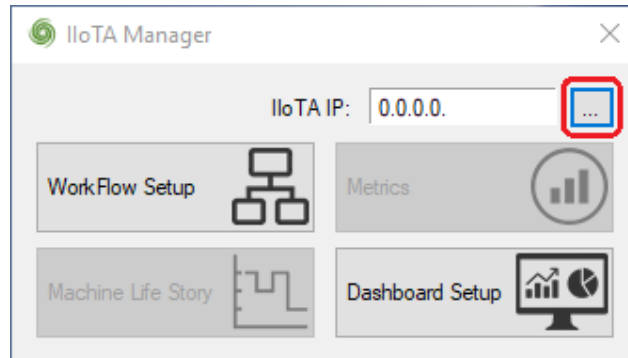 IIoTA Manager
IIoTA IP: 0.0.0.0. ...
WorkFlow Setup
Metrics
Machine Life Story
Dashboard Setup